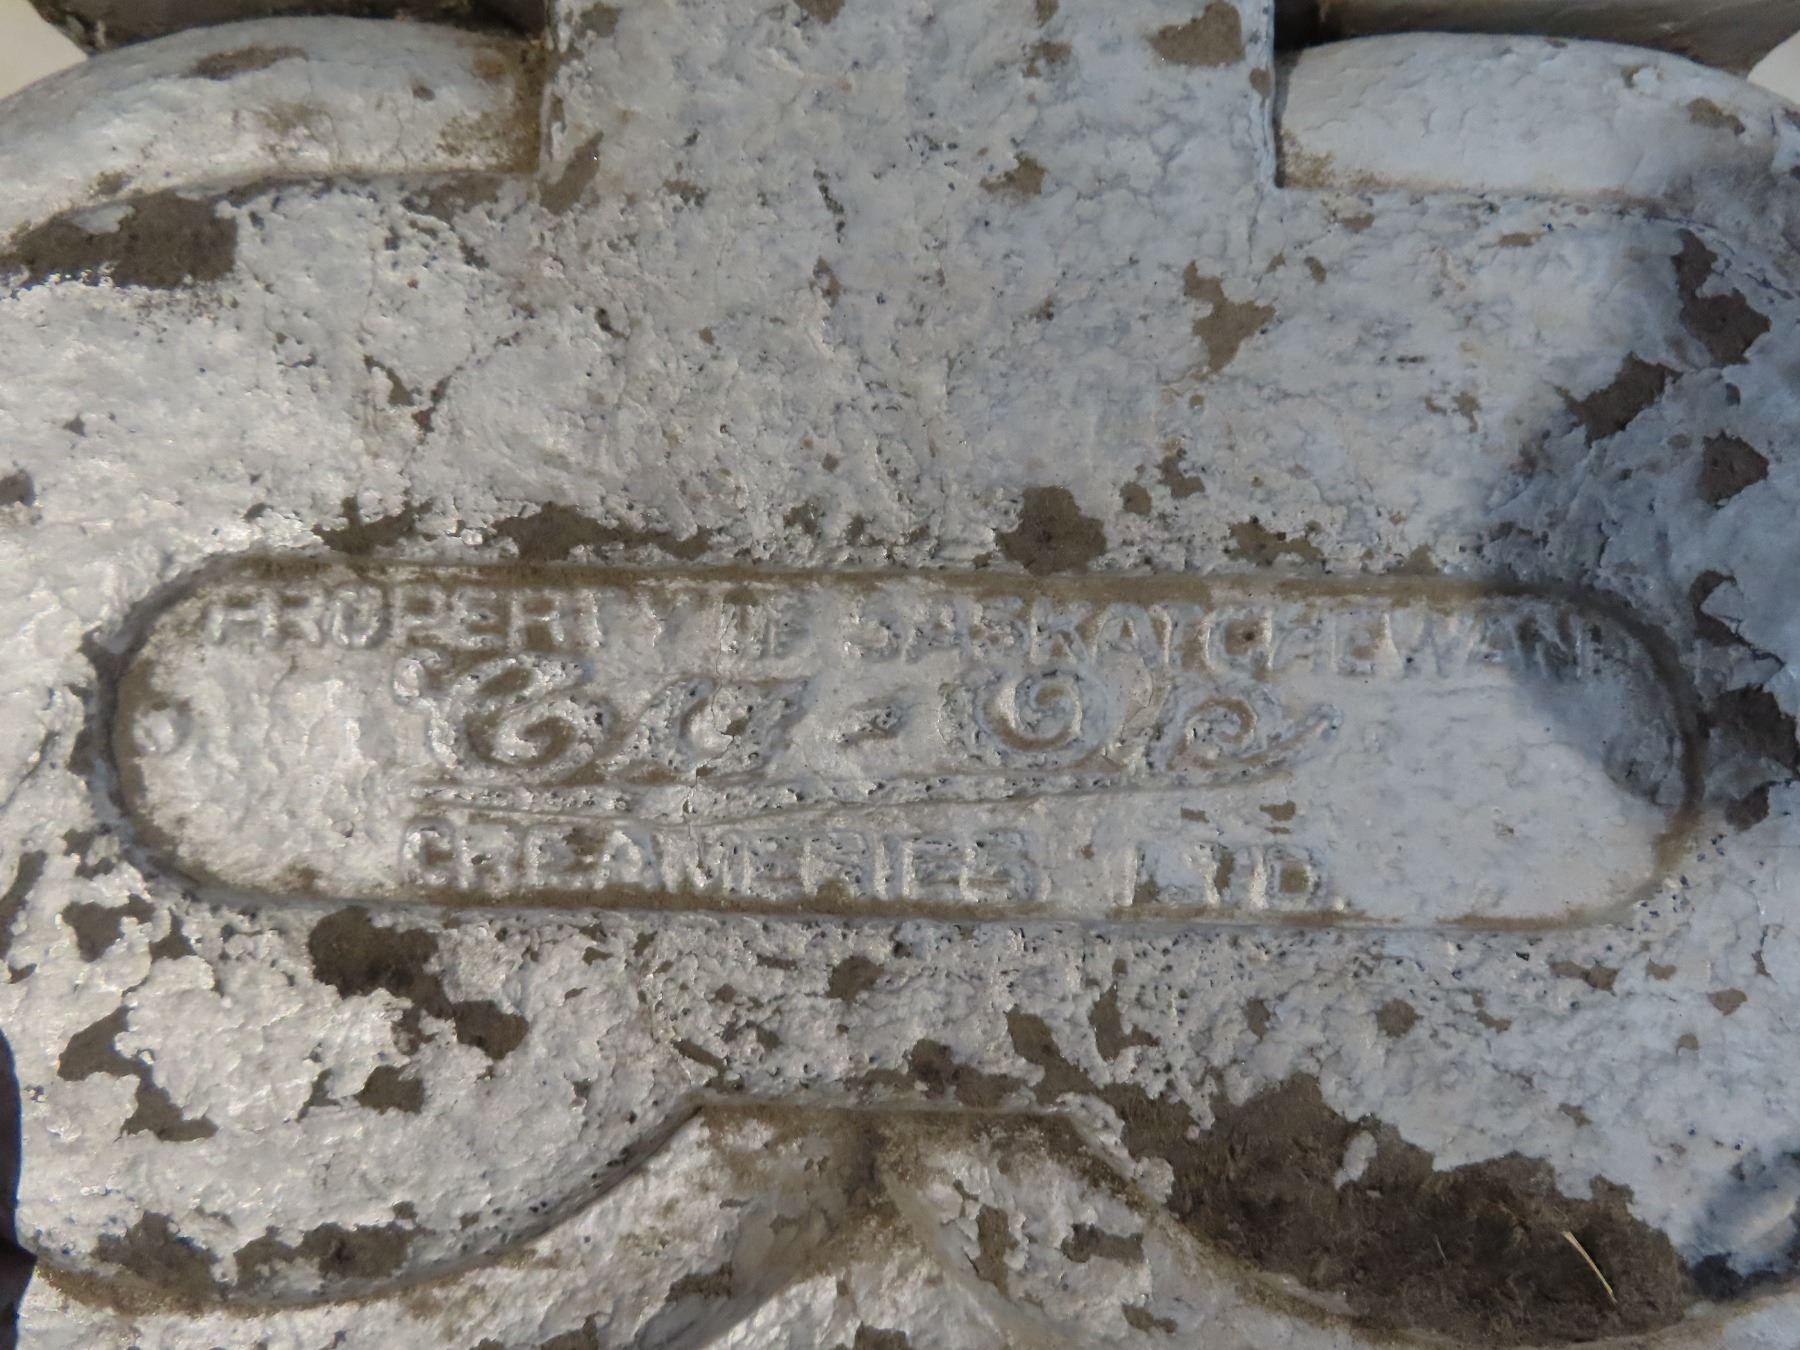 PROPERTY OF SASKATCHEWAN
Co-Op
CREAMERIES LTD